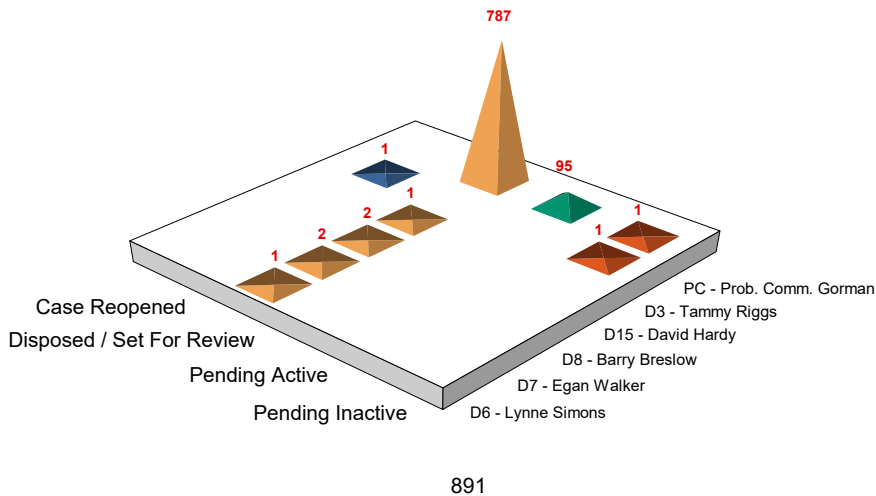 787
1
95
1
1
2
1
2
1
Case Reopened
Disposed / Set For Review
Pending Active
Pending Inactive
PC - Prob. Comm. Gorman
D3 - Tammy Riggs
D15 - David Hardy
D8 - Barry Breslow
D7 - Egan Walker
D6 - Lynne Simons
891